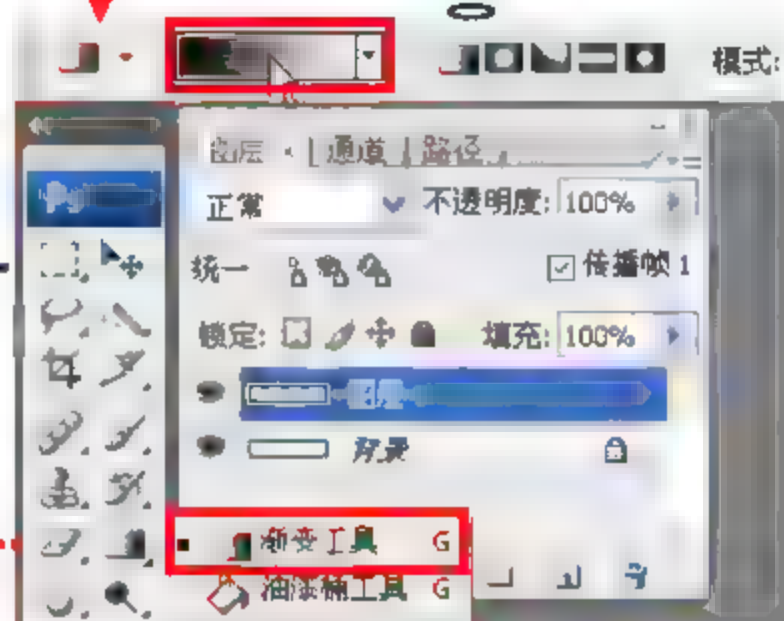 模式:
图层 通道 路径
正常 不透明度: 100%
统一 传播帧 1
锁定: 填充: 100%
背景
渐变工具 G
油漆桶工具 G